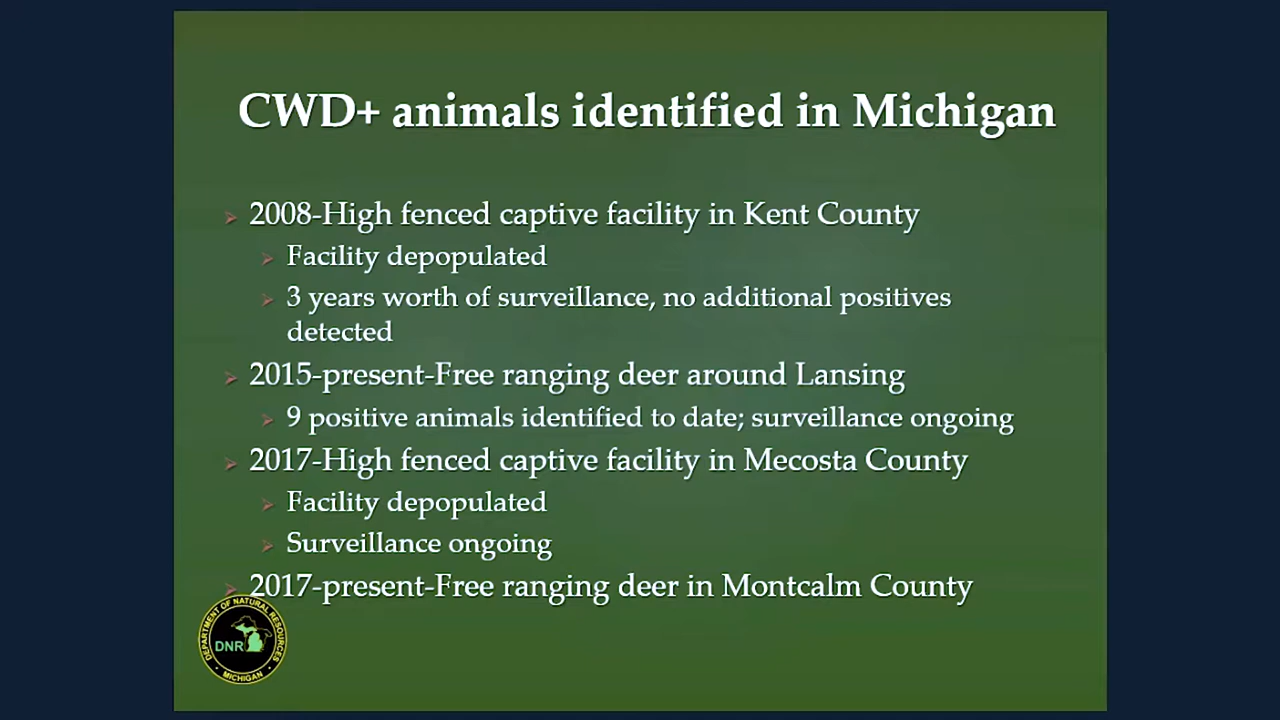 CWD+ animals identified in Michigan
2008-High fenced captive facility in Kent County
Facility depopulated
3 years worth of surveillance, no additional positives
detected
2015-present-Free ranging deer around Lansing
9 positive animals identified to date; surveillance ongoing
2017-High fenced captive facility in Mecosta County
Facility depopulated
Surveillance ongoing
2017-present-Free ranging deer in Montcalm County
DEPARTMENT OF NATURAL RESOURCES
DNR
MICHIGAN